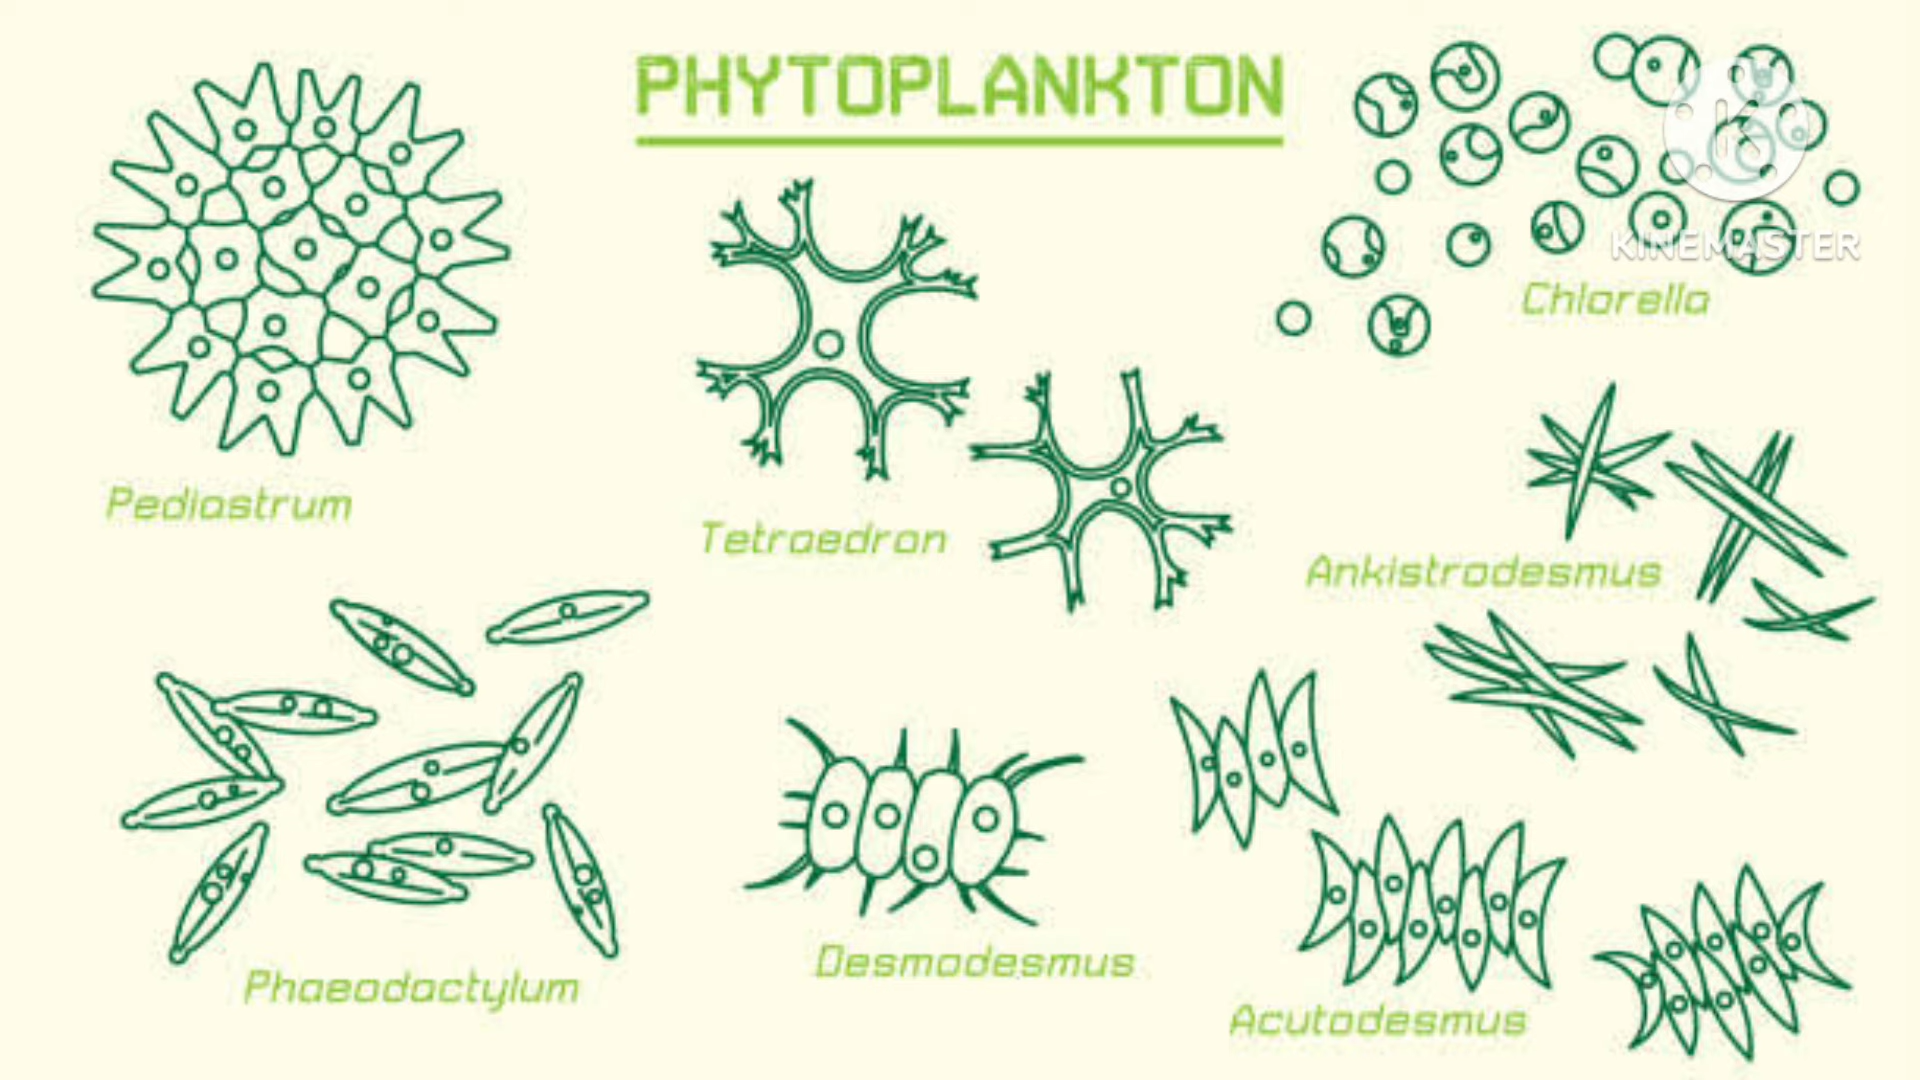 PHYTOPLANKTON
K
KINEMASTER
Chlorella
Pediastrum
Tetraedron
Ankistrodesmus
Phaeodactylum
Desmodesmus
Acutodesmus